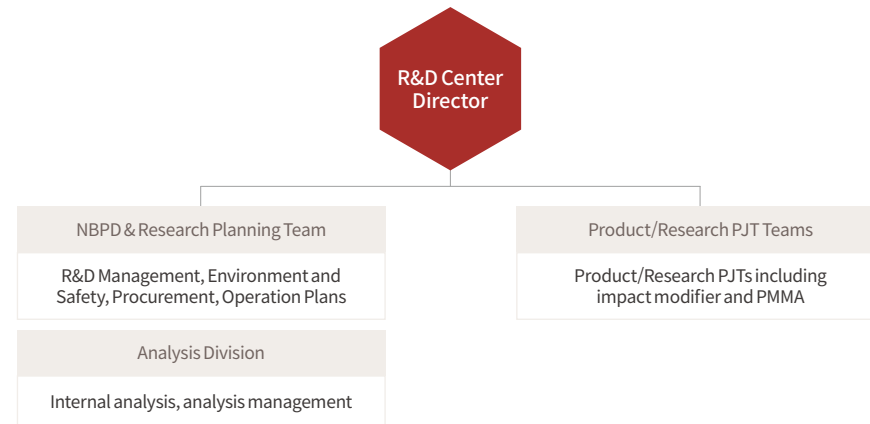 R&D Center
Director
NBPD & Research Planning Team
R&D Management, Environment and
Safety, Procurement, Operation Plans
Analysis Division
Internal analysis, analysis management
Product/Research PJT Teams
Product/Research PJTs including
impact modifier and PMMA